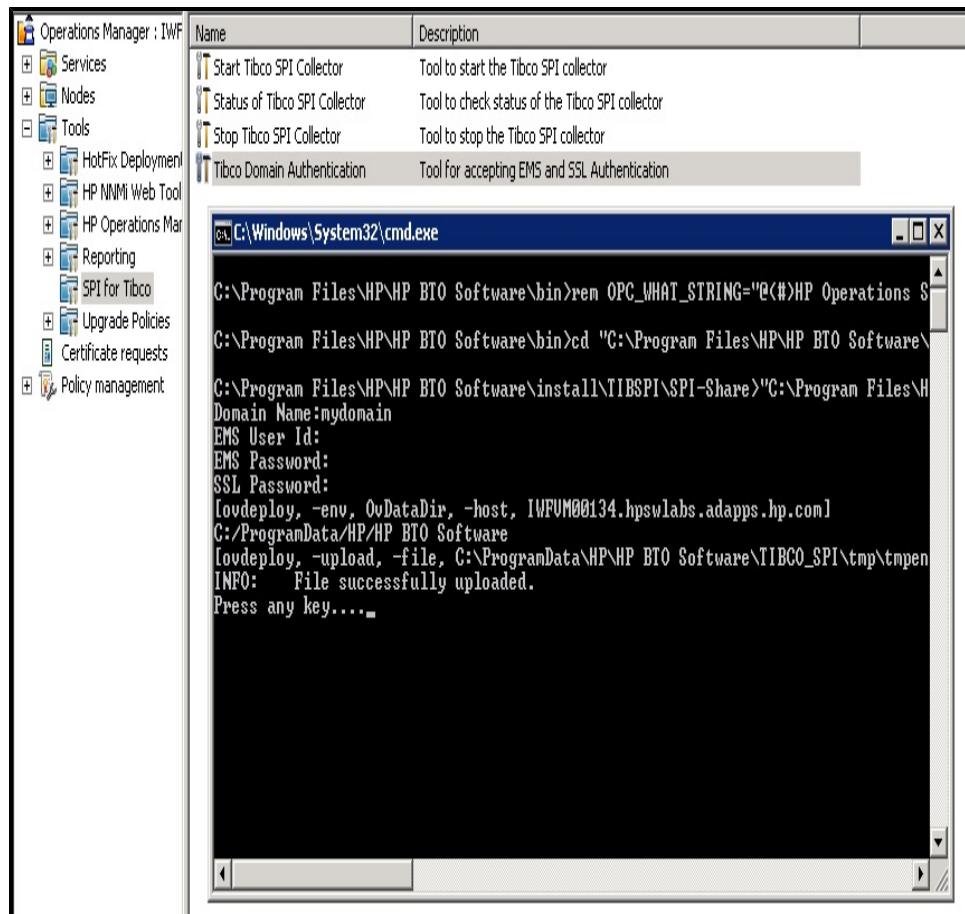 Operations Manager : IWF
Services
Nodes
Tools
HotFix Deployment
HP NNMi Web Tool
HP Operations Mar
Reporting
SPI for Tibco
Upgrade Policies
Certificate requests
Policy management
Name Description
Start Tibco SPI Collector Tool to start the Tibco SPI collector
Status of Tibco SPI Collector Tool to check status of the Tibco SPI collector
Stop Tibco SPI Collector Tool to stop the Tibco SPI collector
Tibco Domain Authentication Tool for accepting EMS and SSL Authentication
C:\Windows\System32\cmd.exe
C:\Program Files\HP\HP BTO Software\bin>rem OPC_WHAT_STRING="@(#)HP Operations S
C:\Program Files\HP\HP BTO Software\bin>cd "C:\Program Files\HP\HP BTO Software\
C:\Program Files\HP\HP BTO Software\install\TIBSPI\SPI-Share>"C:\Program Files\H
Domain Name:mydomain
EMS User Id:
EMS Password:
SSL Password:
[ovdeploy, -env, OvDataDir, -host, IWFVM00134.hpswlabs.adapps.hp.com]
C:/ProgramData/HP/HP BTO Software
[ovdeploy, -upload, -file, C:\ProgramData\HP\HP BTO Software\TIBCO_SPI\tmp\tmpen
INFO: File successfully uploaded.
Press any key...._